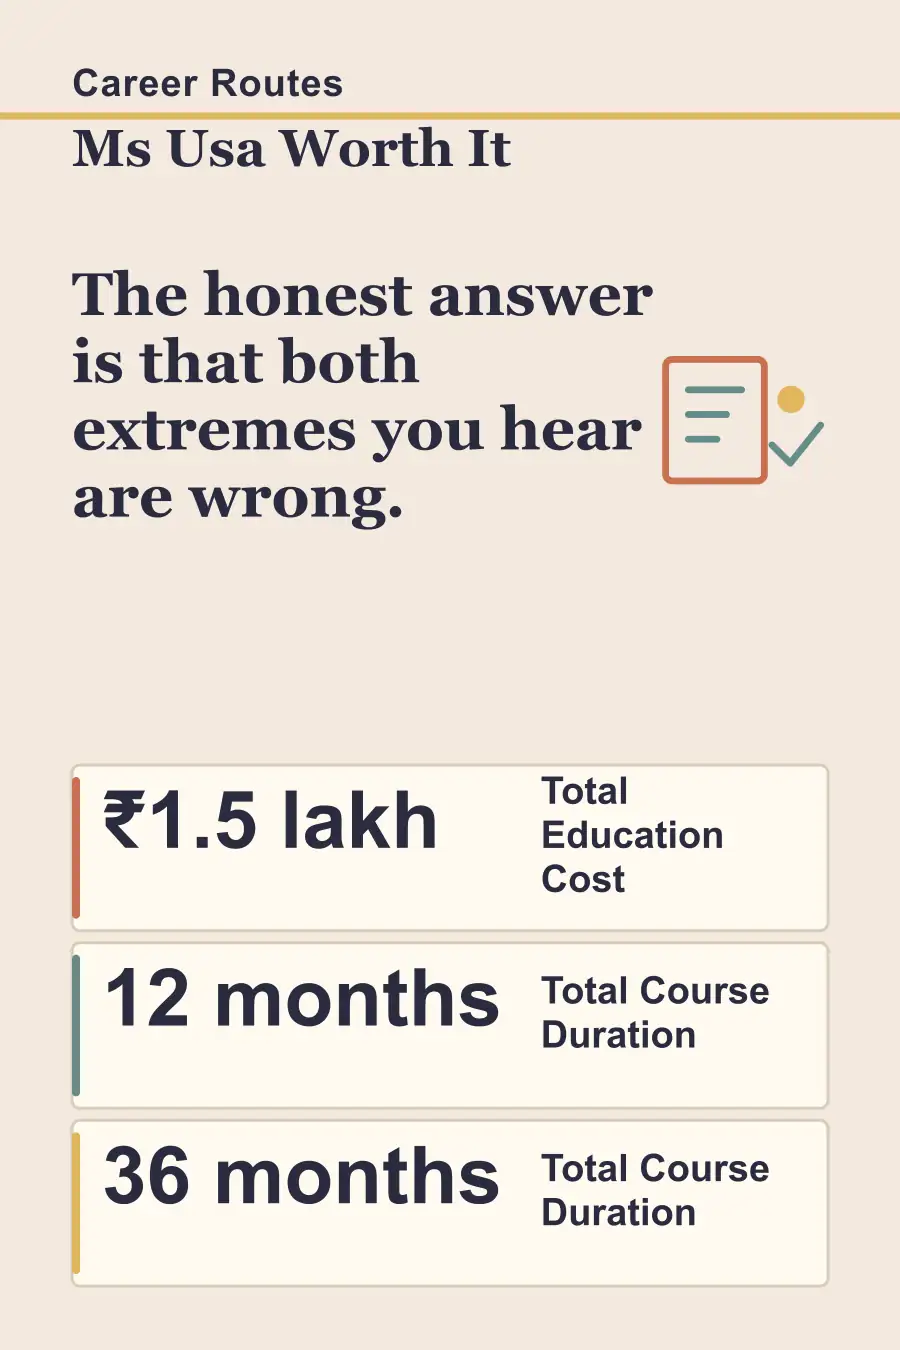 Career Routes
Ms Usa Worth It
The honest answer
is that both
extremes you hear
are wrong.
₹1.5 lakh
Total
Education
Cost
12 months
Total Course
Duration
36 months
Total Course
Duration